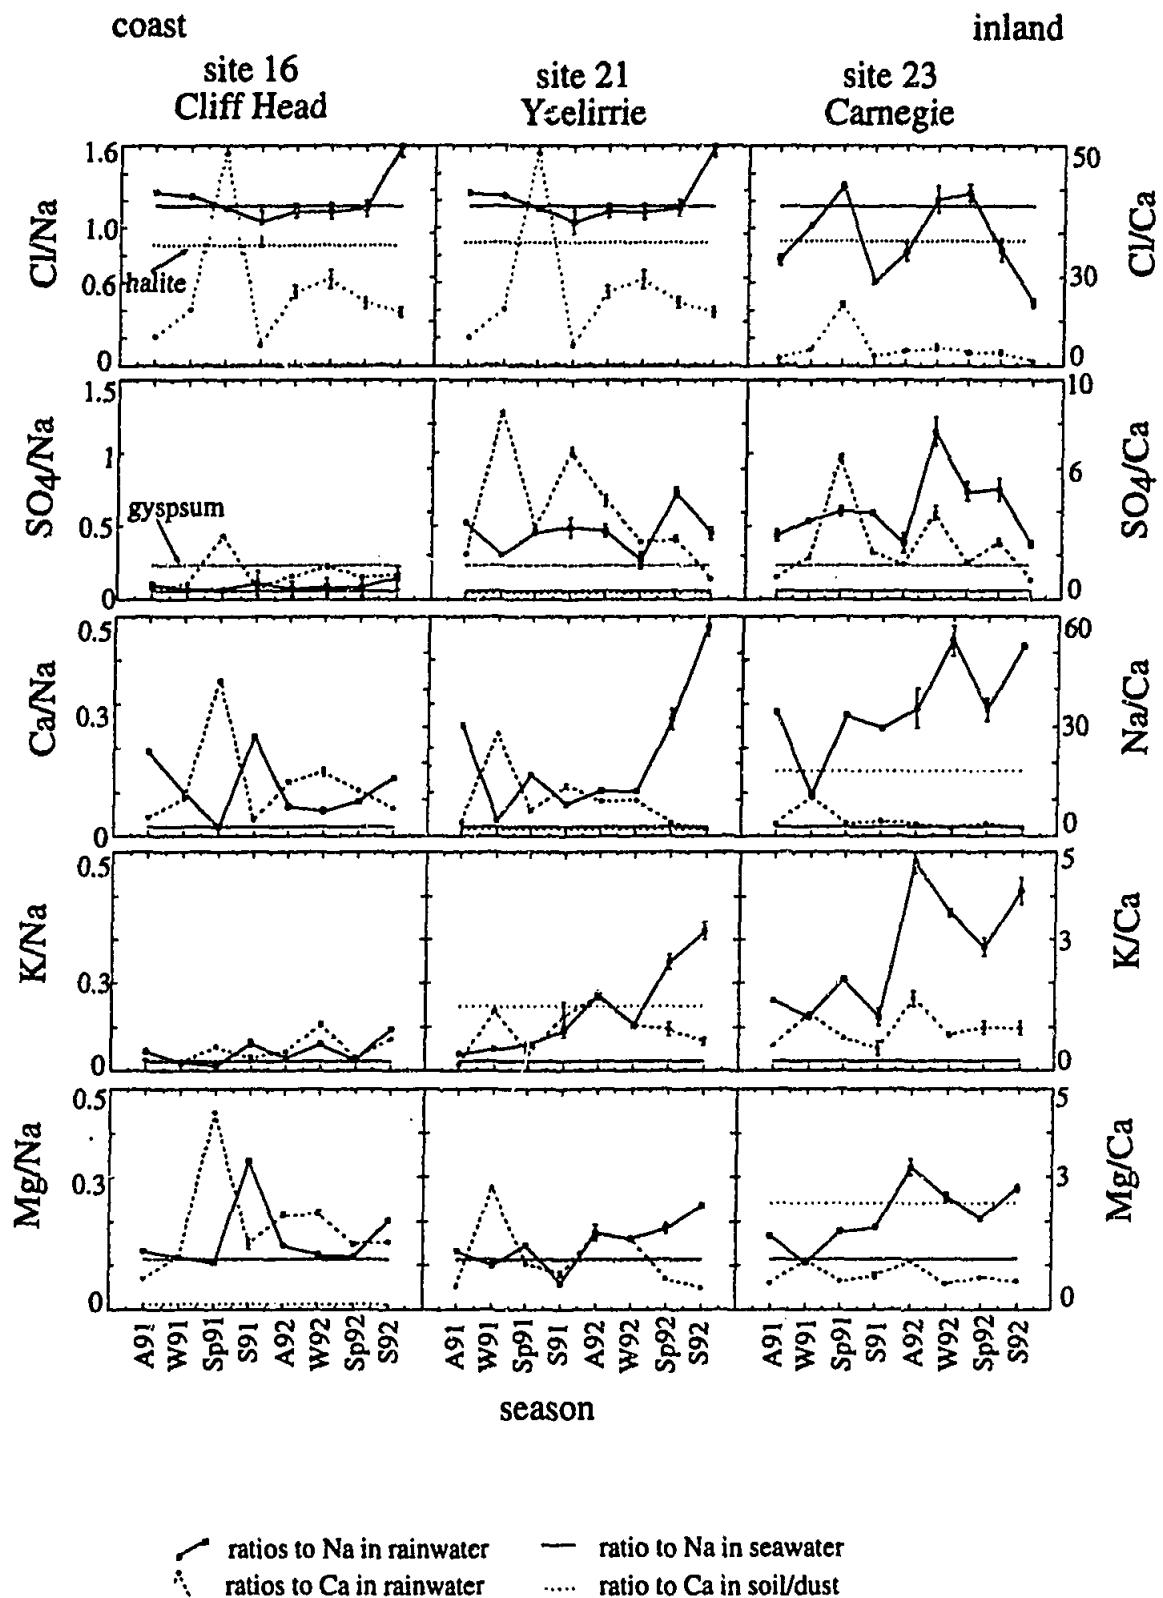 coast
inland
site 16
Cliff Head
site 21
Yeelirrie
site 23
Carnegie
Cl/Na
1.6
1.0
0.6
0
halite
50
30
0
Cl/Ca
SO4/Na
1.5
1
0.5
0
gyspsum
10
6
0
SO4/Ca
Ca/Na
0.5
0.3
0
60
30
0
Na/Ca
K/Na
0.5
0.3
0
5
3
0
K/Ca
Mg/Na
0.5
0.3
0
5
3
0
Mg/Ca
A91 W91 Sp91 S91 A92 W92 Sp92 S92
A91 W91 Sp91 S91 A92 W92 Sp92 S92
A91 W91 Sp91 S91 A92 W92 Sp92 S92
season
ratios to Na in rainwater
ratio to Na in seawater
ratios to Ca in rainwater
ratio to Ca in soil/dust